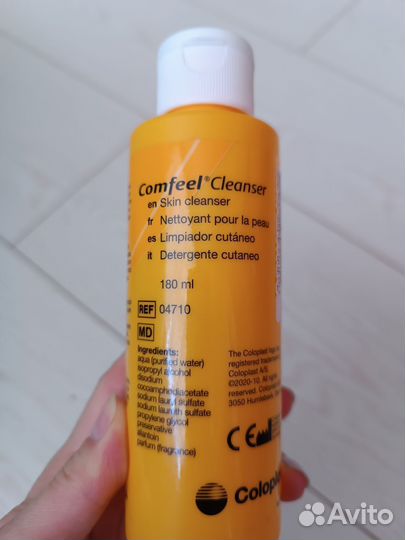 Comfeel® Cleanser
en Skin cleanser
fr Nettoyant pour la peau
es Limpiador cutáneo
it Detergente cutaneo
180 ml
REF 04710
MD
Ingredients:
aqua (purified water)
isopropyl alcohol
disodium
cocoamphodiacetate
sodium lauryl sulfate
sodium laureth sulfate
propylene glycol
preservative
allantoin
parfum (fragrance)
The Coloplast logo
registered trademark
Coloplast A/S
©2020-10. All rights
reserved.
3050 Humlebæk,
CE
Avito